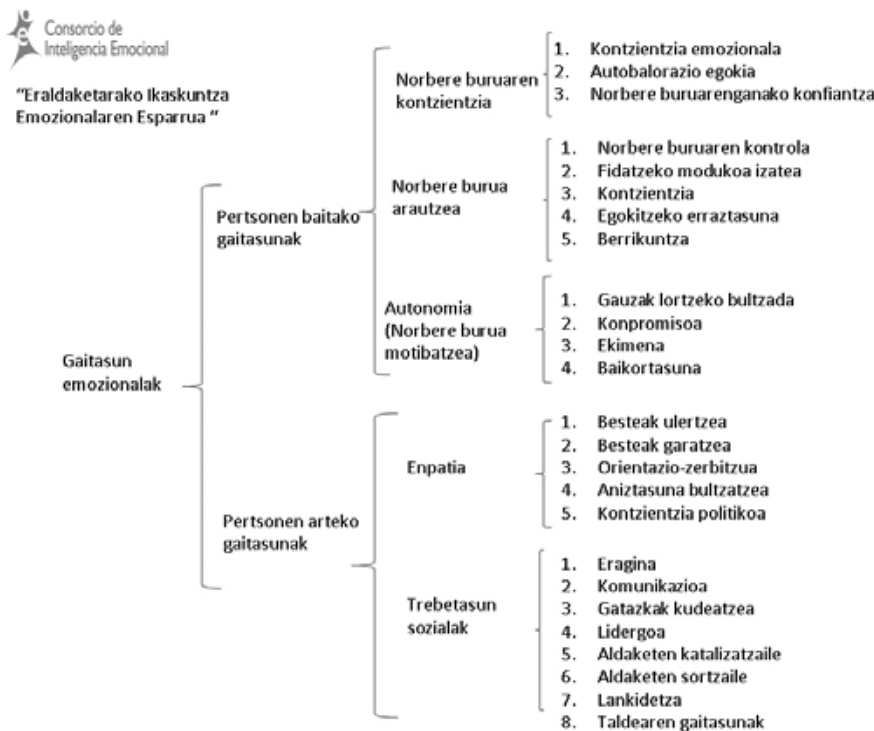 Consorcio de
Inteligencia Emocional
"Eraldaketarako Ikaskuntza
Emozionalaren Esparrua "
Gaitasun
emozionalak
Pertsonen baitako
gaitasunak
Norbere buruaren
kontzientzia
1. Kontzientzia emozionala
2. Autobalorazio egokia
3. Norbere buruarenganako konfiantza
Norbere burua
arautzea
1. Norbere buruaren kontrola
2. Fidatzeko modukoa izatea
3. Kontzientzia
4. Egokitzeko erraztasuna
5. Berrikuntza
Autonomia
(Norbere burua
motibatzea)
1. Gauzak lortzeko bultzada
2. Konpromisoa
3. Ekimena
4. Baikortasuna
Pertsonen arteko
gaitasunak
Enpatia
1. Besteak ulertzea
2. Besteak garatzea
3. Orientazio-zerbitzua
4. Aniztasuna bultzatzea
5. Kontzientzia politikoa
Trebetasun
sozialak
1. Eragina
2. Komunikazioa
3. Gatazkak kudeatzea
4. Lidergoa
5. Aldaketen katalizatzaile
6. Aldaketen sortzaile
7. Lankidetza
8. Taldearen gaitasunak